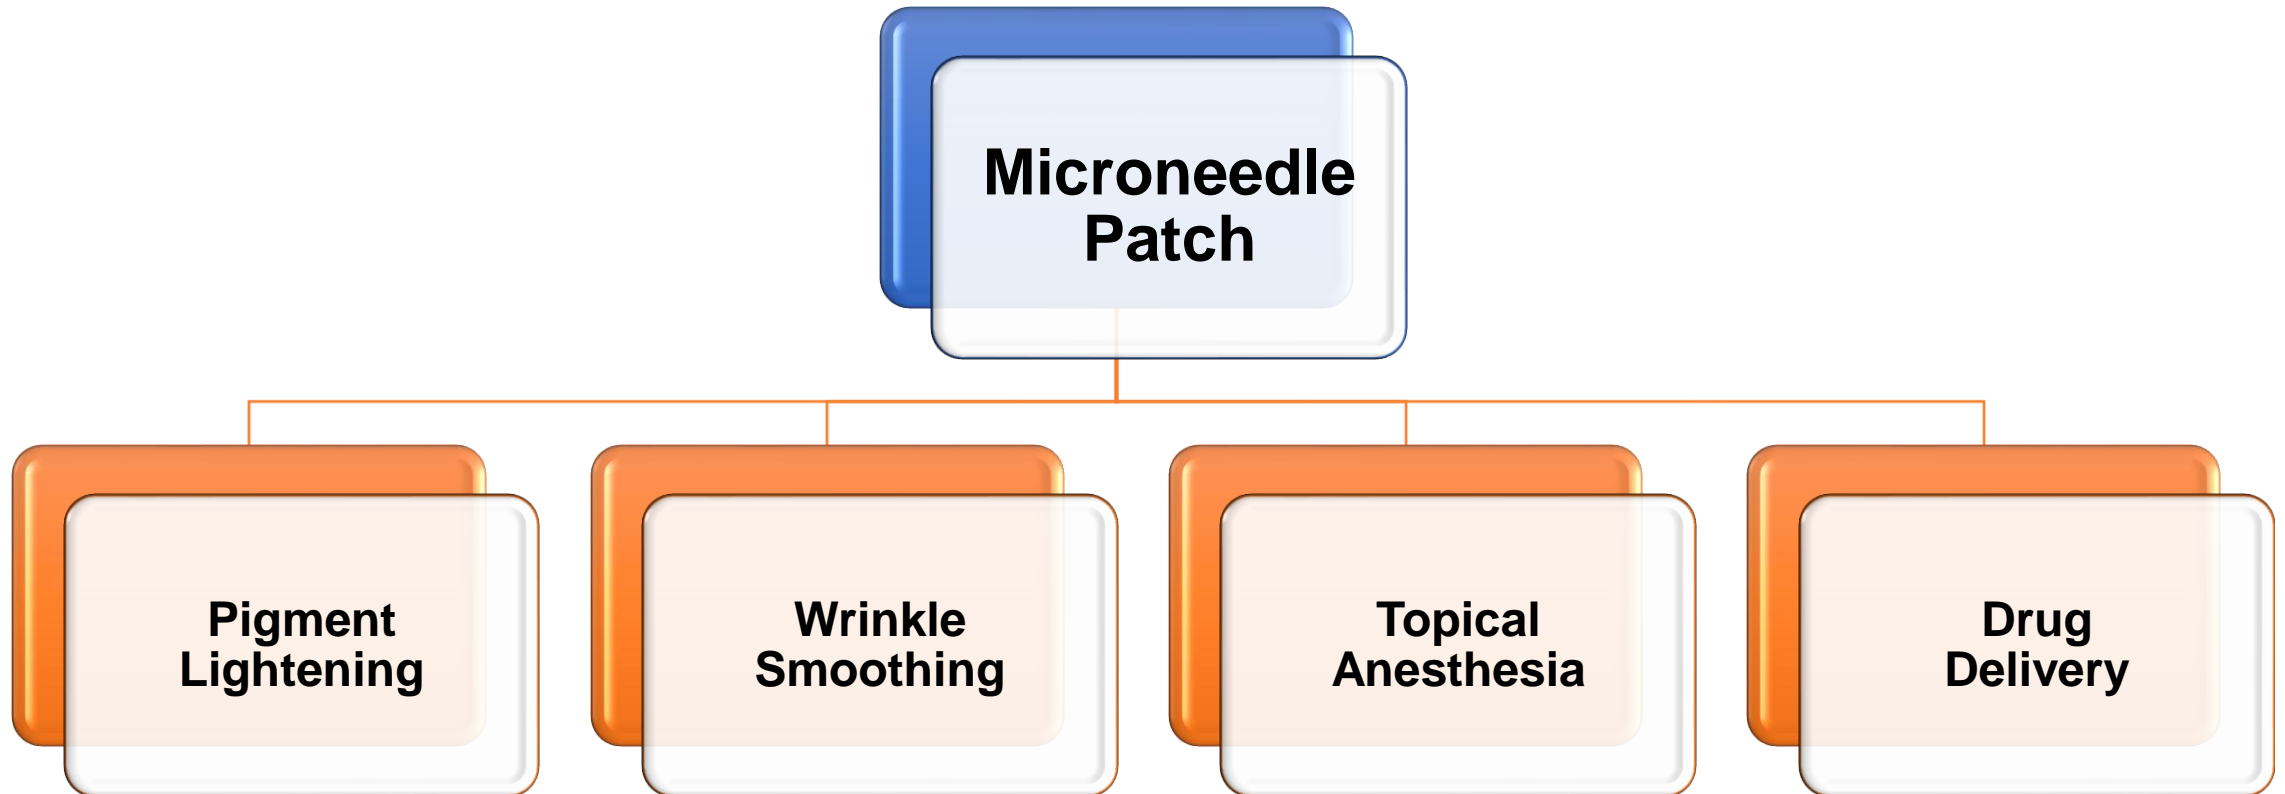 Microneedle
Patch
Pigment
Lightening
Wrinkle
Smoothing
Topical
Anesthesia
Drug
Delivery